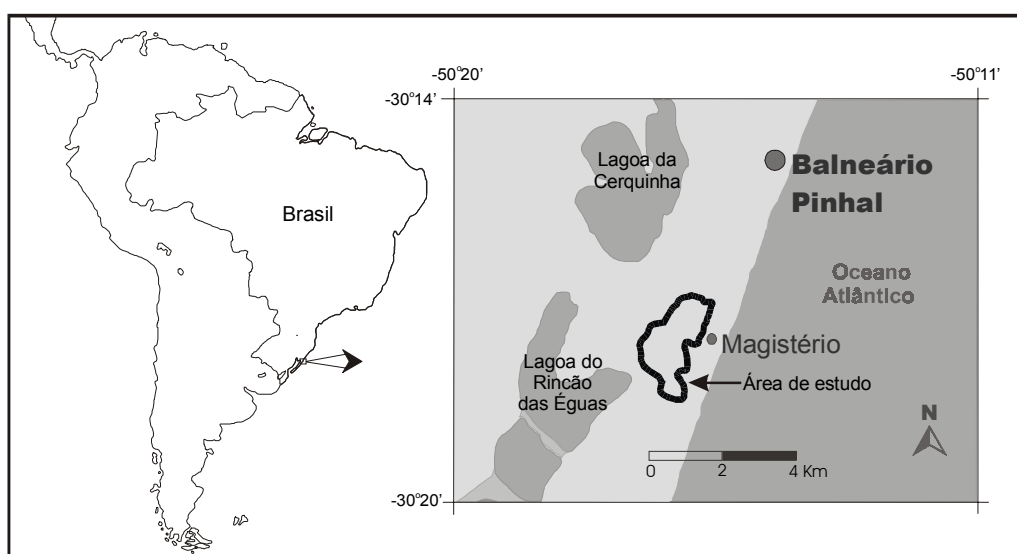 -50°20'
-50°11'
-30°14'
Lagoa da
Cerquinha
Balneário
Pinhal
Brasil
Oceano
Atlântico
Magistério
Lagoa do
Rincão
das Éguas
Área de estudo
N
0 2 4 Km
-30°20'